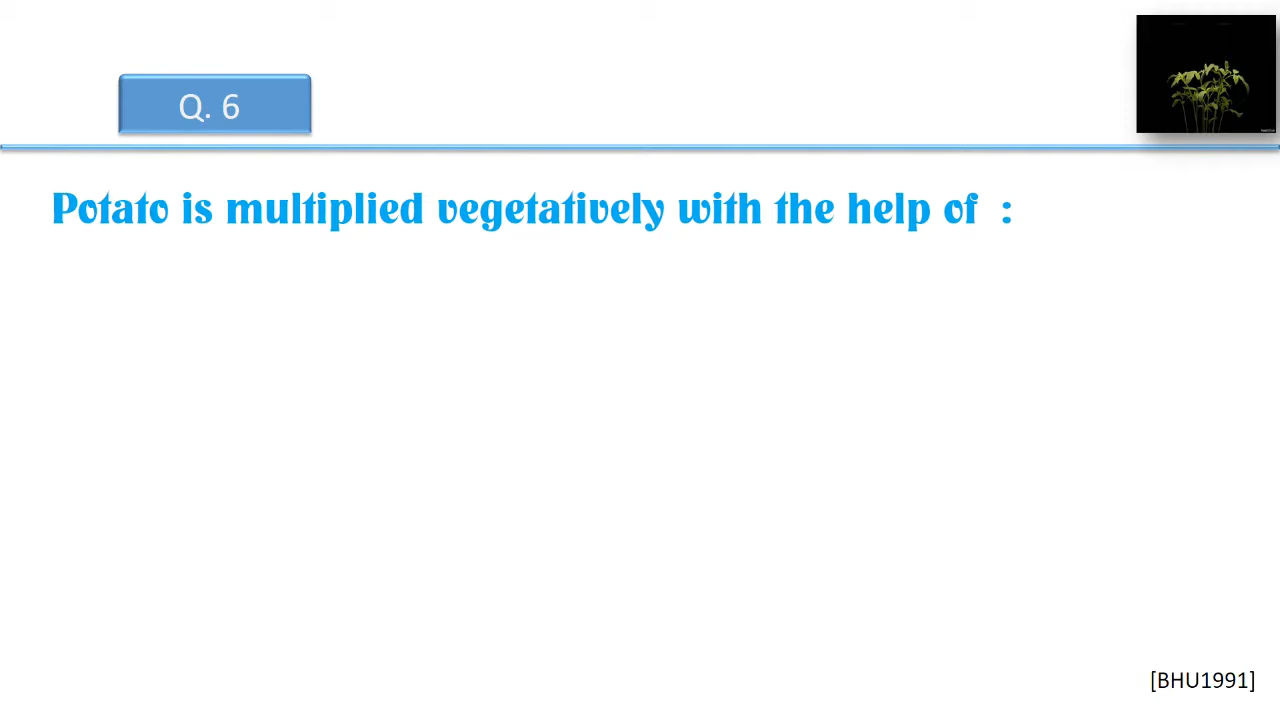 Q. 6
Potato is multiplied vegetatively with the help of :
[BHU1991]